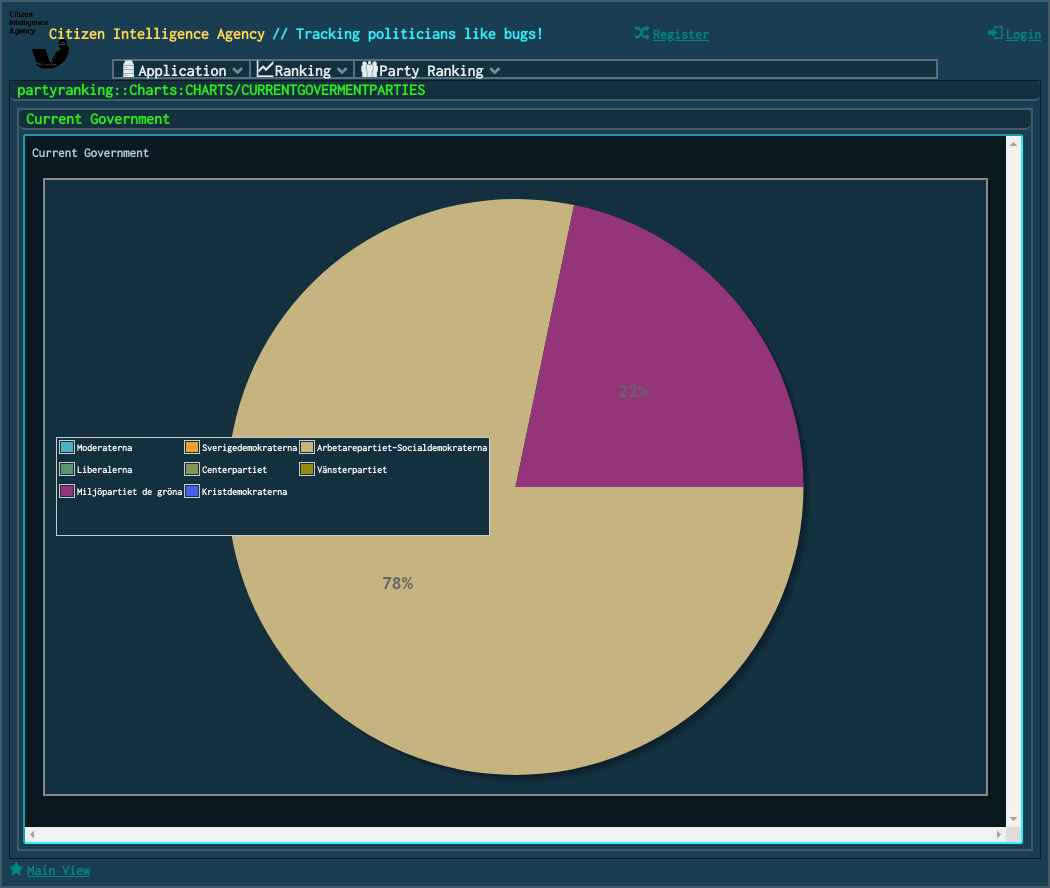 Citizen
Intelligence
Agency
Citizen Intelligence Agency // Tracking politicians like bugs!
Register
Login
Application
Ranking
Party Ranking
partyranking::Charts:CHARTS/CURRENTGOVERMENTPARTIES
Current Government
Current Government
22%
Moderaterna
Sverigedemokraterna
Arbetarepartiet-Socialdemokraterna
Liberalerna
Centerpartiet
Vänsterpartiet
Miljöpartiet de gröna
Kristdemokraterna
78%
Main View